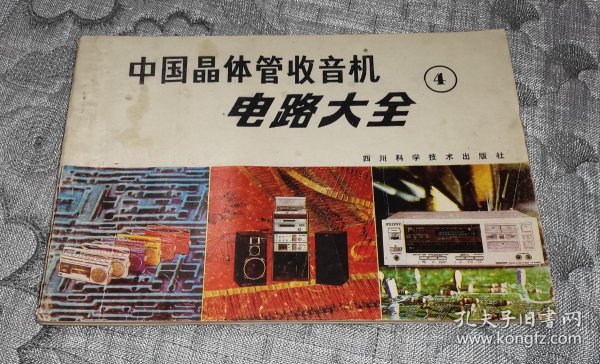 中国晶体管收音机
电路大全
4
四川科学技术出版社
孔夫子旧书网
kongfz.com